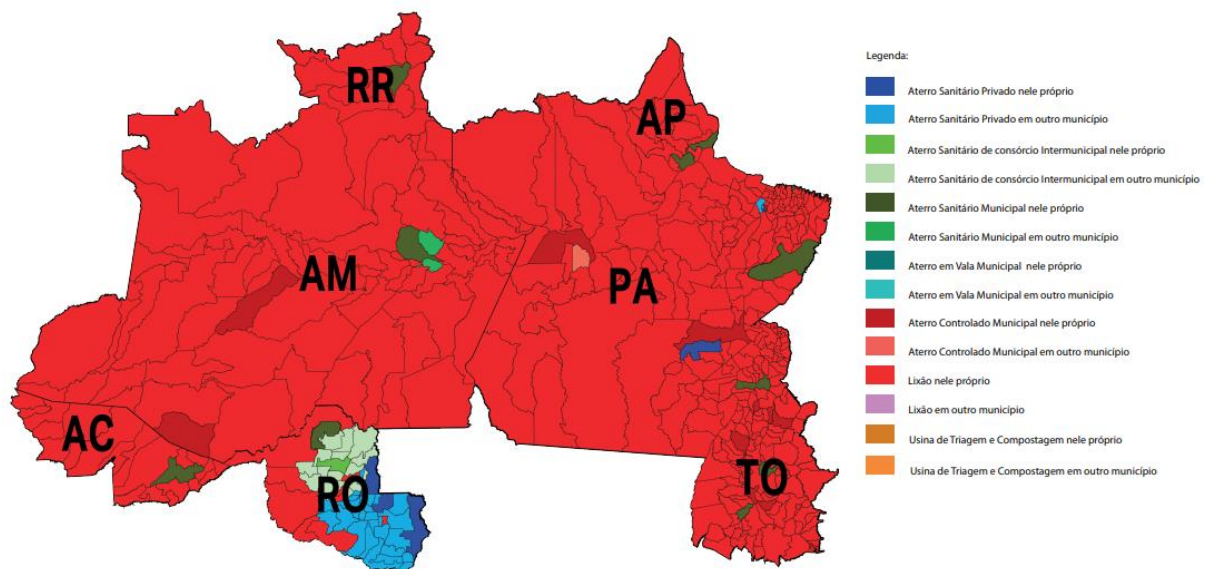 RR
AP
AM
PA
AC
RO
TO
Legenda:
Aterro Sanitário Privado nele próprio
Aterro Sanitário Privado em outro município
Aterro Sanitário de consórcio Intermunicipal nele próprio
Aterro Sanitário de consórcio Intermunicipal em outro município
Aterro Sanitário Municipal nele próprio
Aterro Sanitário Municipal em outro município
Aterro em Vala Municipal nele próprio
Aterro em Vala Municipal em outro município
Aterro Controlado Municipal nele próprio
Aterro Controlado Municipal em outro município
Lixão nele próprio
Lixão em outro município
Usina de Triagem e Compostagem nele próprio
Usina de Triagem e Compostagem em outro município